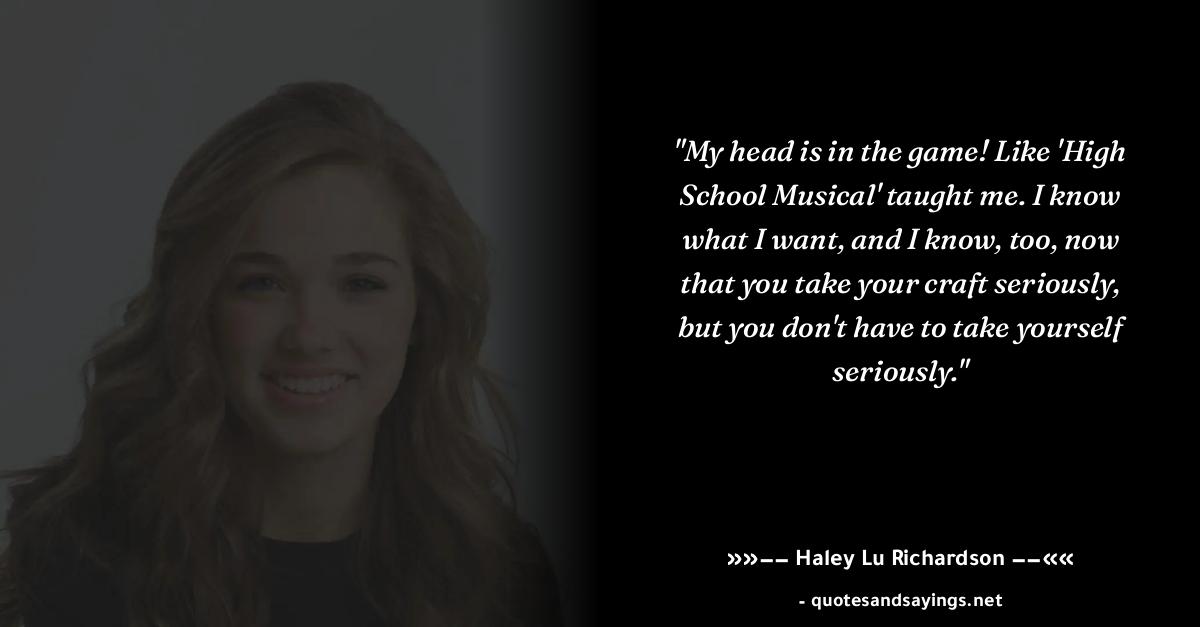 "My head is in the game! Like 'High
School Musical' taught me. I know
what I want, and I know, too, now
that you take your craft seriously,
but you don't have to take yourself
seriously."
»»−− Haley Lu Richardson −−««
- quotesandsayings.net